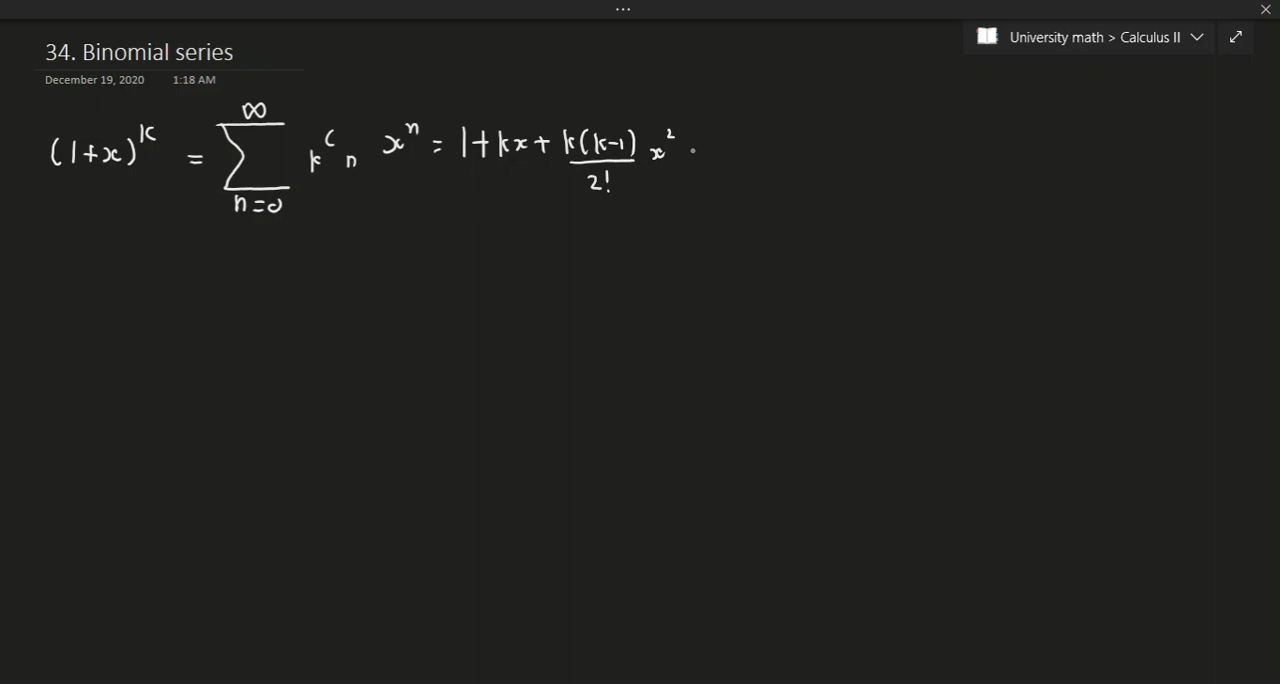 ...
University math > Calculus II
34. Binomial series
December 19, 2020 1:18 AM
(1+x)^k = ∑_{n=0}^{∞} kCn x^n = 1 + kx + k(k-1)/2! x^2 .